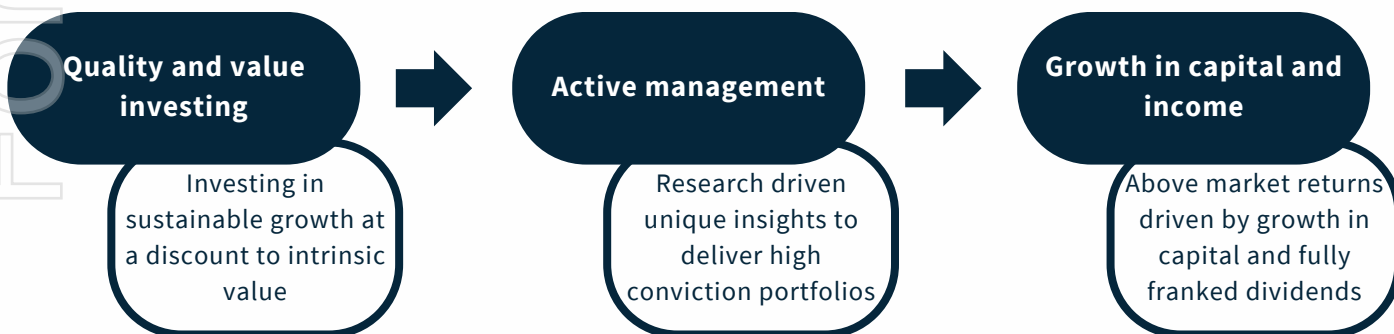 Quality and value
investing
Active management
Growth in capital and
income
Investing in
sustainable growth at
a discount to intrinsic
value
Research driven
unique insights to
deliver high
conviction portfolios
Above market returns
driven by growth in
capital and fully
franked dividends